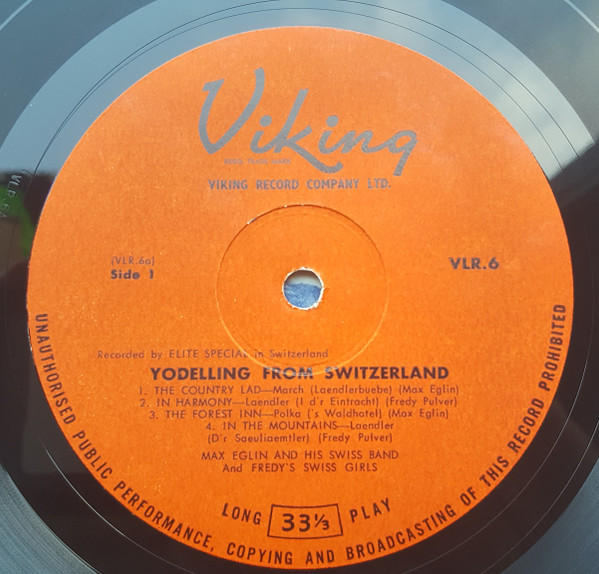 Viking
REGD. TRADE MARK
VIKING RECORD COMPANY LTD.
(VLR.6a)
Side 1
VLR.6
Recorded by ELITE SPECIAL in Switzerland
YODELLING FROM SWITZERLAND
1. THE COUNTRY LAD—March (Laendlerbuebe) (Max Eglin)
2. IN HARMONY—Laendler (I d'r Eintracht) (Fredy Pulver)
3. THE FOREST INN—Polka ('s Waldhotel) (Max Eglin)
4. IN THE MOUNTAINS—Laendler
(D'r Saeuliaemtler) (Fredy Pulver)
MAX EGLIN AND HIS SWISS BAND
And FREDY'S SWISS GIRLS
LONG 33⅓ PLAY
UNAUTHORISED PUBLIC PERFORMANCE, COPYING AND BROADCASTING OF THIS RECORD PROHIBITED